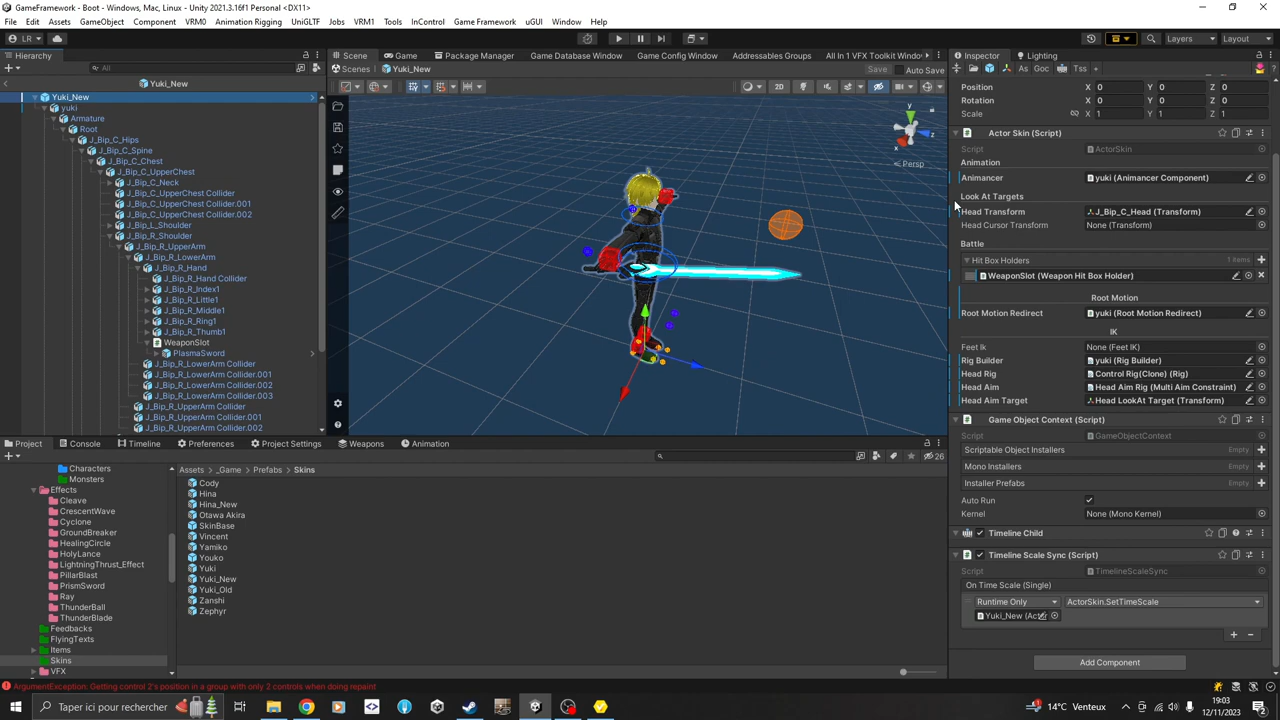 GameFramework - Boot - Windows, Mac, Linux - Unity 2021.3.16f1 Personal <DX11>
File Edit Assets GameObject Component VRM0 Animation Rigging UniGLTF Jobs VRM1 Tools InControl Game Framework uGUI Window Help
LR Layers Layout
Hierarchy Scene Game Package Manager Game Database Window Game Config Window Addressables Groups All In 1 VFX Toolkit Windov Inspector Lighting
All Scenes Yuki_New Save Auto Save As Goc Tss
Yuki_New
2D
Yuki_New
yuki
Armature
Root
J_Bip_C_Hips
J_Bip_C_Spine
J_Bip_C_Chest
J_Bip_C_UpperChest
J_Bip_C_Neck
J_Bip_C_UpperChest Collider
J_Bip_C_UpperChest Collider.001
J_Bip_C_UpperChest Collider.002
J_Bip_L_Shoulder
J_Bip_R_Shoulder
J_Bip_R_UpperArm
J_Bip_R_LowerArm
J_Bip_R_Hand
J_Bip_R_Hand Collider
J_Bip_R_Index1
J_Bip_R_Little1
J_Bip_R_Middle1
J_Bip_R_Ring1
J_Bip_R_Thumb1
WeaponSlot
PlasmaSword
J_Bip_R_LowerArm Collider
J_Bip_R_LowerArm Collider.001
J_Bip_R_LowerArm Collider.002
J_Bip_R_LowerArm Collider.003
J_Bip_R_UpperArm Collider
J_Bip_R_UpperArm Collider.001
J_Bip_R_UpperArm Collider.002
y
z
x
Persp
Position X 0 Y 0 Z 0
Rotation X 0 Y 0 Z 0
Scale X 1 Y 1 Z 1
Actor Skin (Script)
Script ActorSkin
Animation
Animancer yuki (Animancer Component)
Look At Targets
Head Transform J_Bip_C_Head (Transform)
Head Cursor Transform None (Transform)
Battle
Hit Box Holders 1 items
WeaponSlot (Weapon Hit Box Holder)
Root Motion
Root Motion Redirect yuki (Root Motion Redirect)
IK
Feet Ik None (Feet IK)
Rig Builder yuki (Rig Builder)
Head Rig Control Rig(Clone) (Rig)
Head Aim Head Aim Rig (Multi Aim Constraint)
Head Aim Target Head LookAt Target (Transform)
Game Object Context (Script)
Script GameObjectContext
Scriptable Object Installers Empty
Mono Installers Empty
Installer Prefabs Empty
Auto Run
Kernel None (Mono Kernel)
Timeline Child
Timeline Scale Sync (Script)
Script TimelineScaleSync
On Time Scale (Single)
Runtime Only ActorSkin.SetTimeScale
Yuki_New (Act
Add Component
Project Console Timeline Preferences Project Settings Weapons Animation
26
Characters
Monsters
Effects
Cleave
CrescentWave
Cyclone
GroundBreaker
HealingCircle
HolyLance
LightningThrust_Effect
PillarBlast
PrismSword
Ray
ThunderBall
ThunderBlade
Feedbacks
FlyingTexts
Items
Skins
VFX
Assets _Game Prefabs Skins
Cody
Hina
Hina_New
Otawa Akira
SkinBase
Vincent
Yamiko
Youko
Yuki
Yuki_New
Yuki_Old
Zanshi
Zephyr
ArgumentException: Getting control 2's position in a group with only 2 controls when doing repaint
Taper ici pour rechercher
14°C Venteux
19:03
12/11/2023